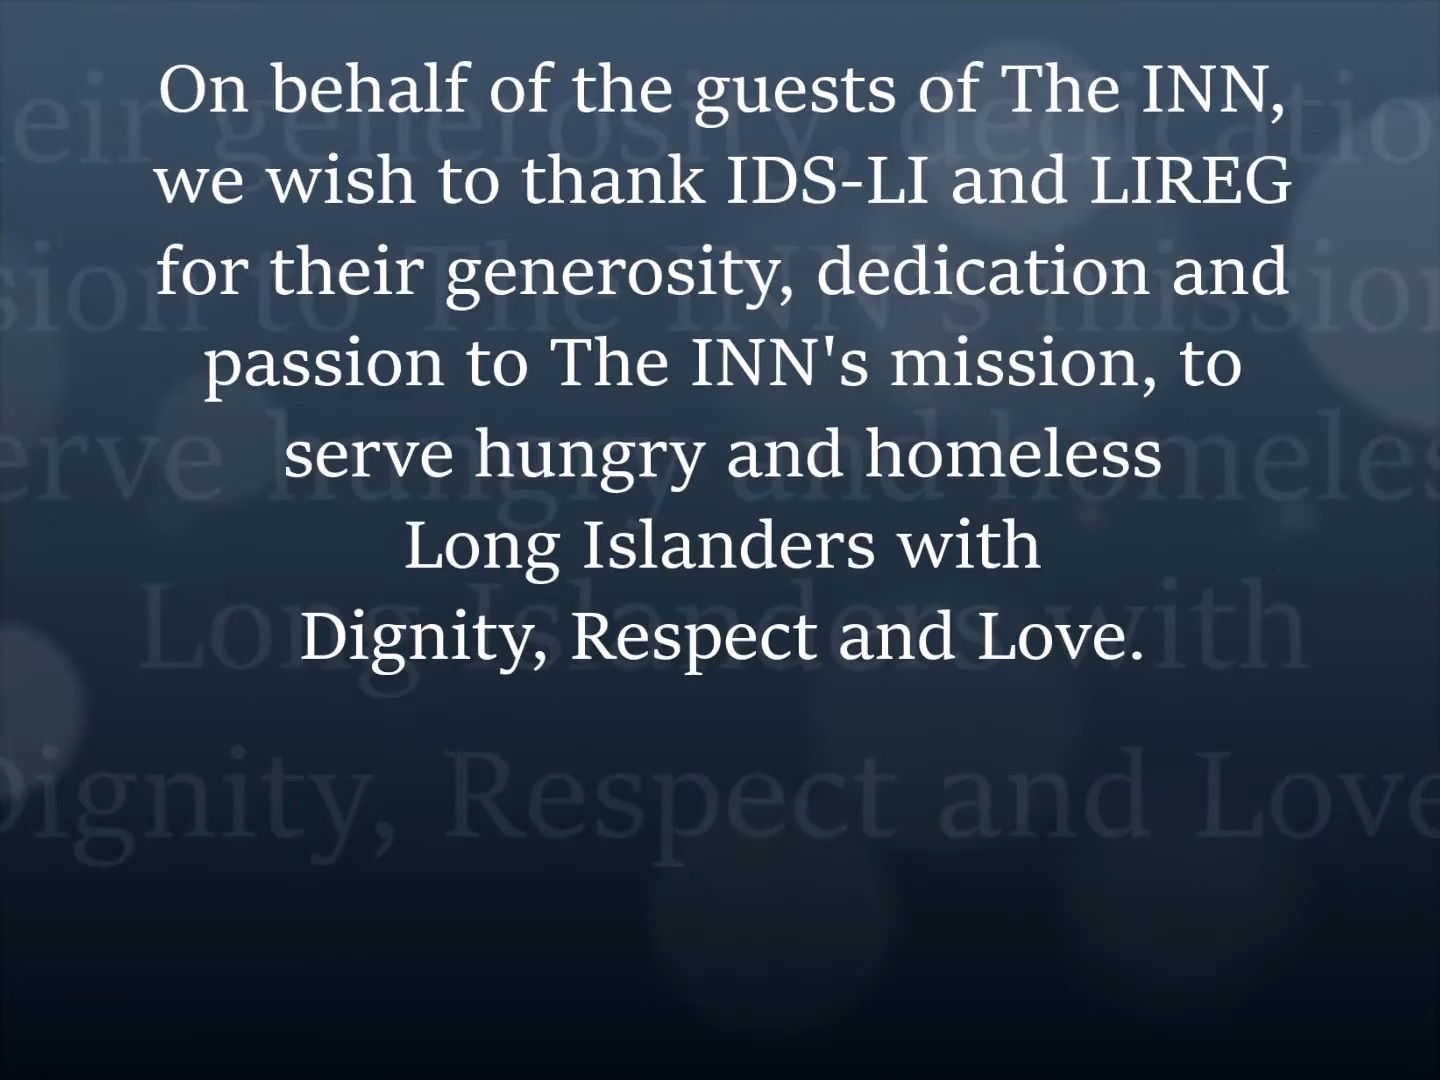 On behalf of the guests of The INN,
we wish to thank IDS-LI and LIREG
for their generosity, dedication and
passion to The INN's mission, to
serve hungry and homeless
Long Islanders with
Dignity, Respect and Love.